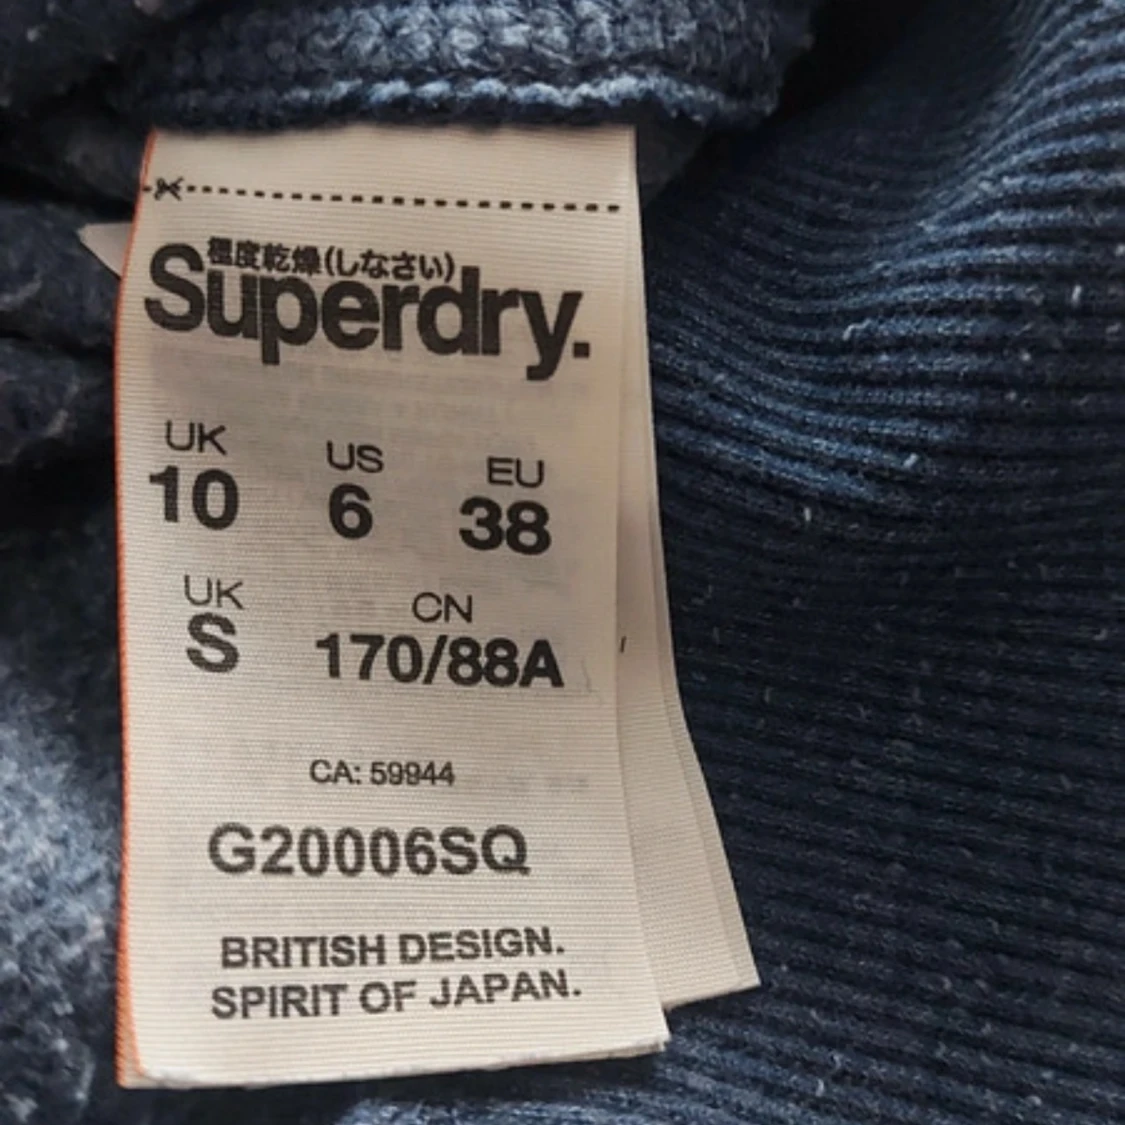 極度乾燥(しなさい)
Superdry.
UK US EU
10 6 38
UK CN
S 170/88A
CA: 59944
G20006SQ
BRITISH DESIGN.
SPIRIT OF JAPAN.